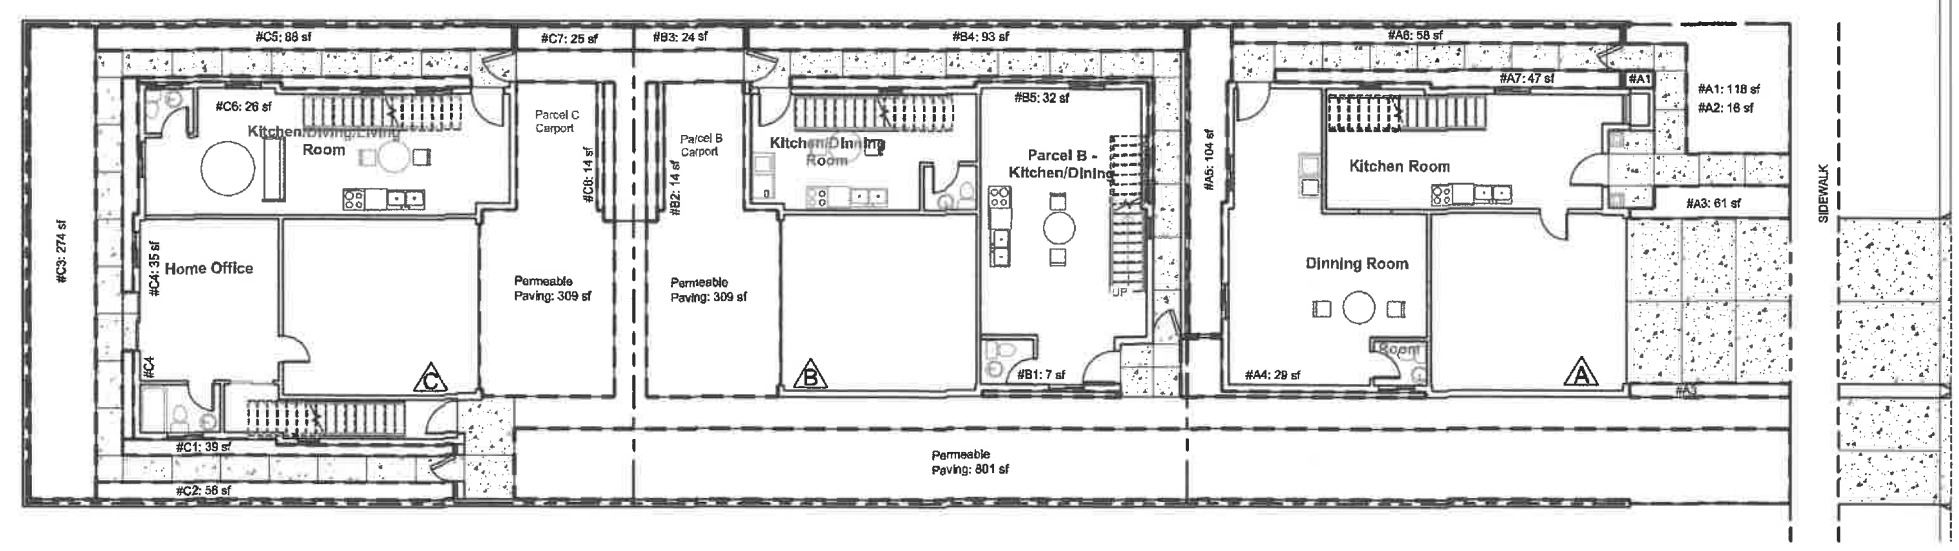 #C5: 88 sf
#C7: 25 sf
#B3: 24 sf
#B4: 93 sf
#A6: 58 sf
#A7: 47 sf
#A1
#A1: 118 sf
#A2: 16 sf
#C6: 26 sf
Kitchen/Dining/Living
Room
Parcel C
Carport
Parcel B
Carport
Kitchen/Dinning
Room
#B5: 32 sf
Parcel B -
Kitchen/Dining
Kitchen Room
#C8: 14 sf
#B2: 14 sf
#A5: 104 sf
#A3: 61 sf
SIDEWALK
#C3: 274 sf
#C4: 35 sf
Home Office
Permeable
Paving: 309 sf
Permeable
Paving: 309 sf
UP
Dinning Room
#C4
C
B
#B1: 7 sf
#A4: 29 sf
Room
A
#A3
#C1: 39 sf
#C2: 56 sf
Permeable
Paving: 801 sf